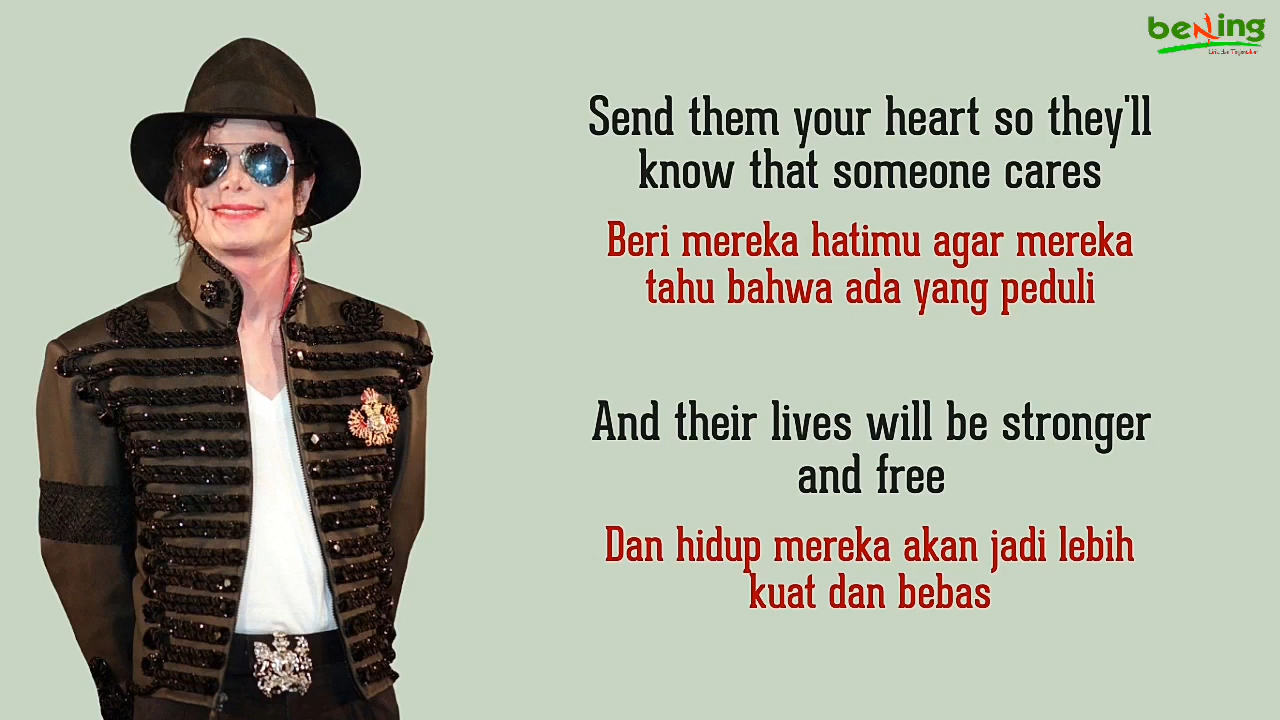 beNing
Send them your heart so they'll
know that someone cares
Beri mereka hatimu agar mereka
tahu bahwa ada yang peduli
And their lives will be stronger
and free
Dan hidup mereka akan jadi lebih
kuat dan bebas